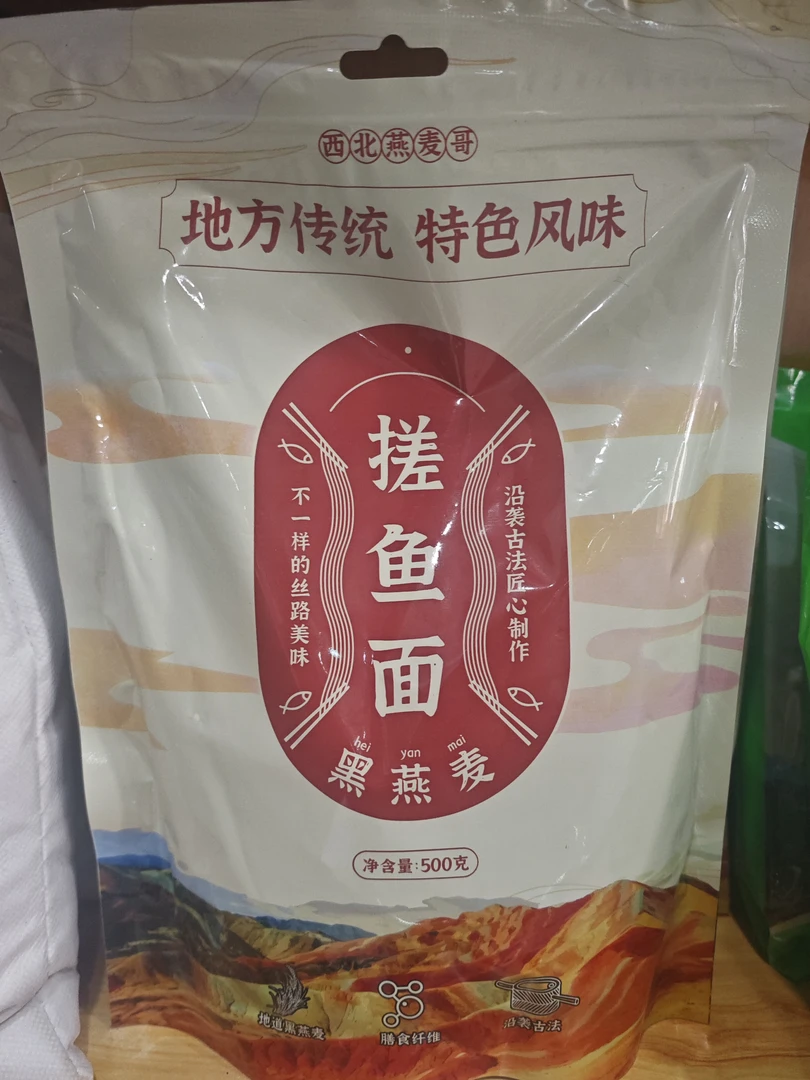 西北燕麦哥
地方传统 特色风味
搓鱼面
沿袭古法匠心制作
不一样的丝路美味
hei yan mai
黑燕麦
净含量:500克
地道黑燕麦
膳食纤维
沿袭古法